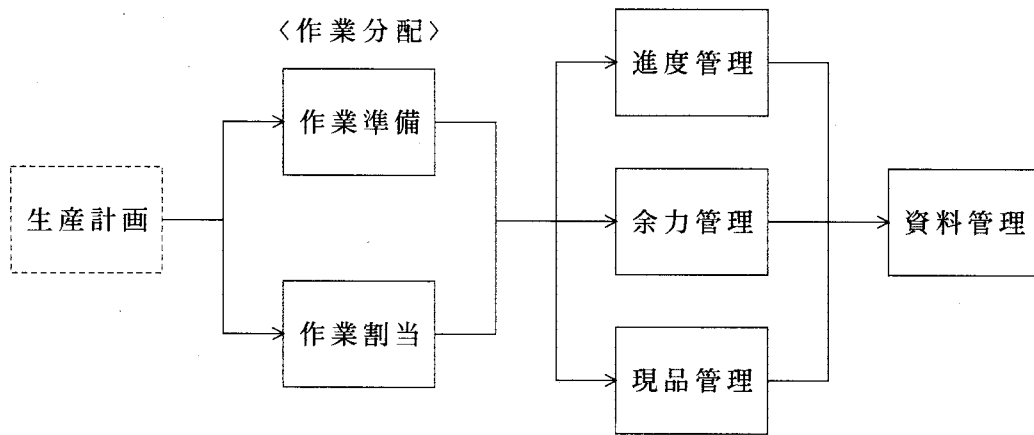 〈作業分配〉
生産計画
作業準備
作業割当
進度管理
余力管理
現品管理
資料管理